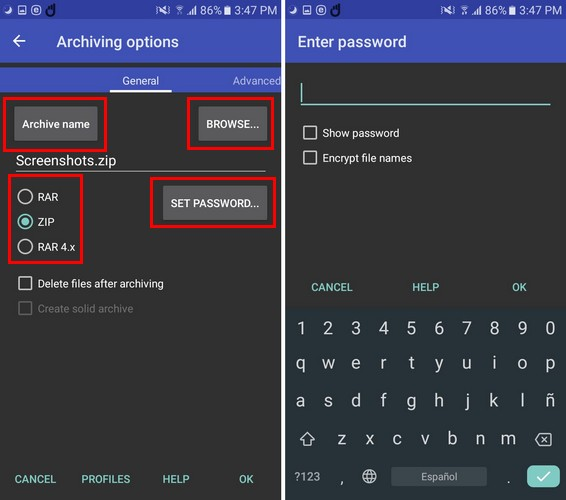 86% 3:47 PM
Archiving options
General Advanced
Archive name BROWSE...
Screenshots.zip
RAR
ZIP
RAR 4.x
SET PASSWORD...
Delete files after archiving
Create solid archive
CANCEL PROFILES HELP OK
86% 3:47 PM
Enter password
Show password
Encrypt file names
CANCEL HELP OK
1 2 3 4 5 6 7 8 9 0
q w e r t y u i o p
a s d f g h j k l ñ
z x c v b n m
?123 , Español .